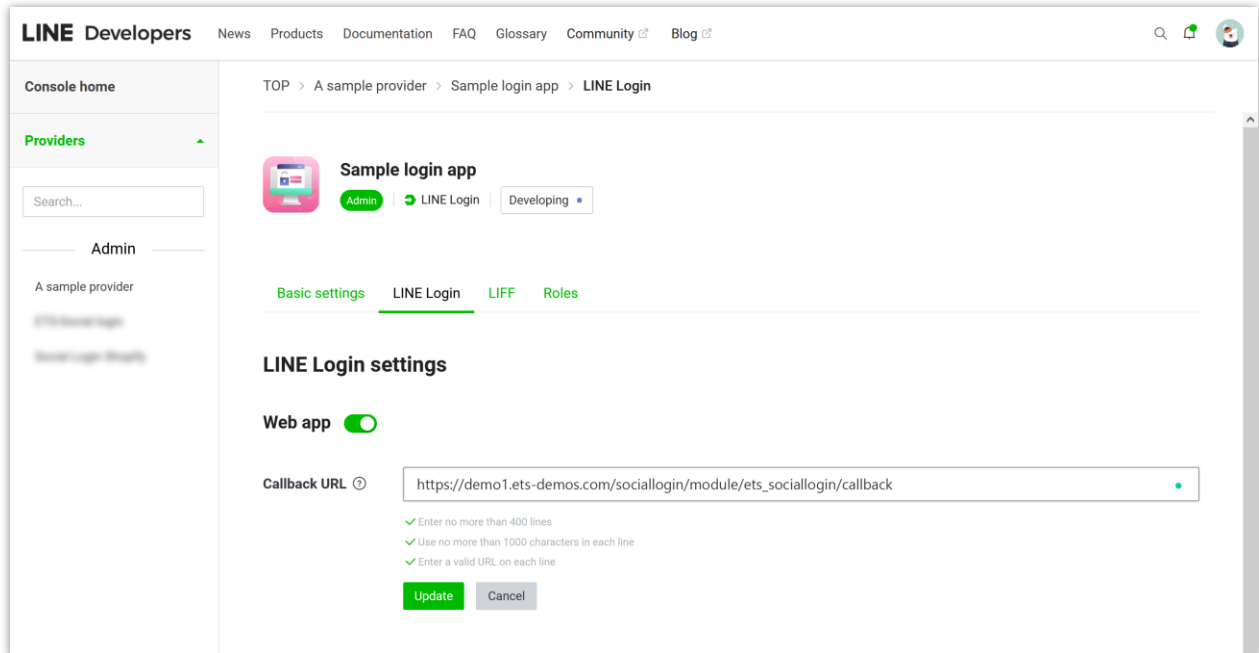 LINE Developers News Products Documentation FAQ Glossary Community Blog
Console home
TOP > A sample provider > Sample login app > LINE Login
Providers
Search...
Admin
A sample provider
Sample login app
Admin LINE Login Developing
Basic settings LINE Login LIFF Roles
LINE Login settings
Web app
Callback URL ? https://demo1.ets-demos.com/sociallogin/module/ets_sociallogin/callback
Enter no more than 400 lines
Use no more than 1000 characters in each line
Enter a valid URL on each line
Update Cancel